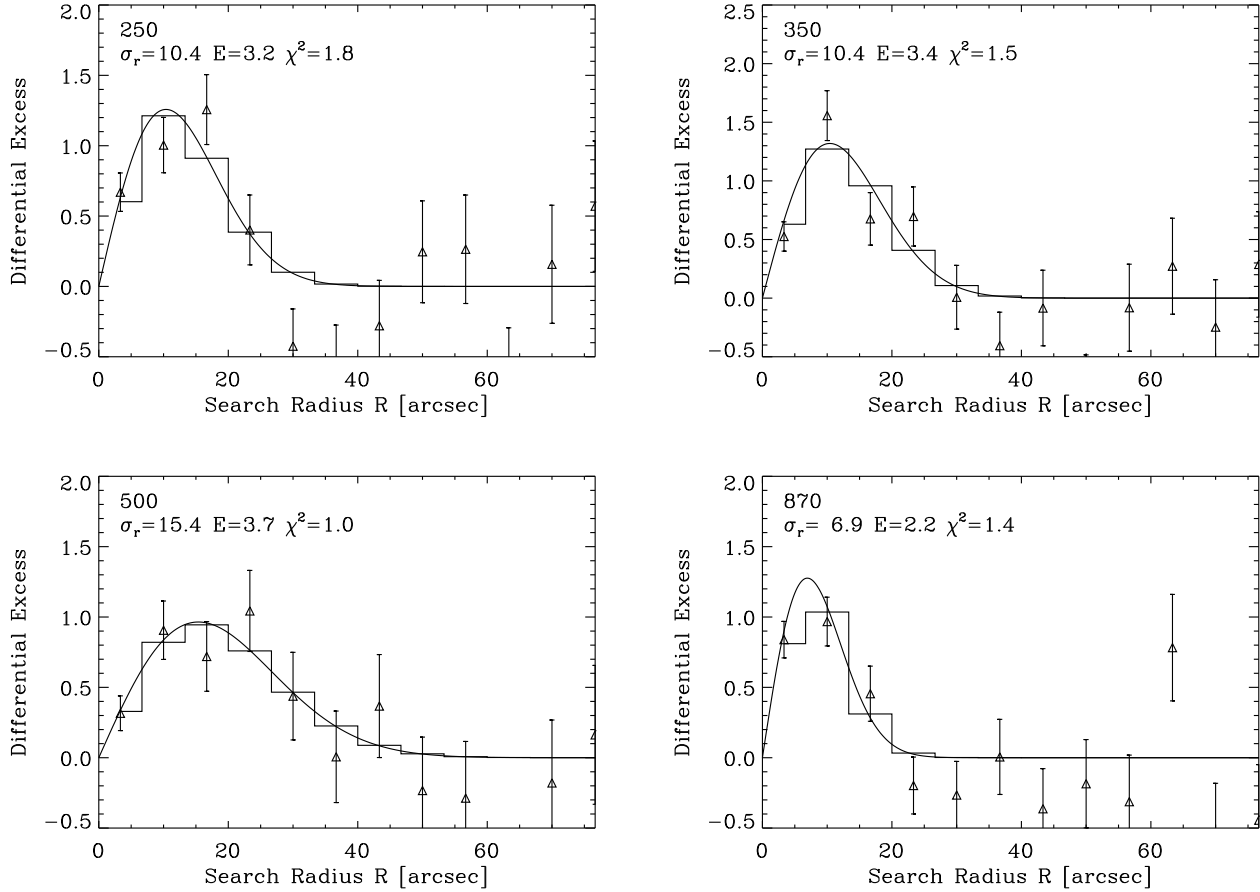 250
σr=10.4 E=3.2 χ²=1.8
2.0
1.5
1.0
0.5
0.0
−0.5
Differential Excess
0 20 40 60
Search Radius R [arcsec]
350
σr=10.4 E=3.4 χ²=1.5
2.5
2.0
1.5
1.0
0.5
0.0
−0.5
Differential Excess
0 20 40 60
Search Radius R [arcsec]
500
σr=15.4 E=3.7 χ²=1.0
2.0
1.5
1.0
0.5
0.0
−0.5
Differential Excess
0 20 40 60
Search Radius R [arcsec]
870
σr= 6.9 E=2.2 χ²=1.4
2.0
1.5
1.0
0.5
0.0
−0.5
Differential Excess
0 20 40 60
Search Radius R [arcsec]